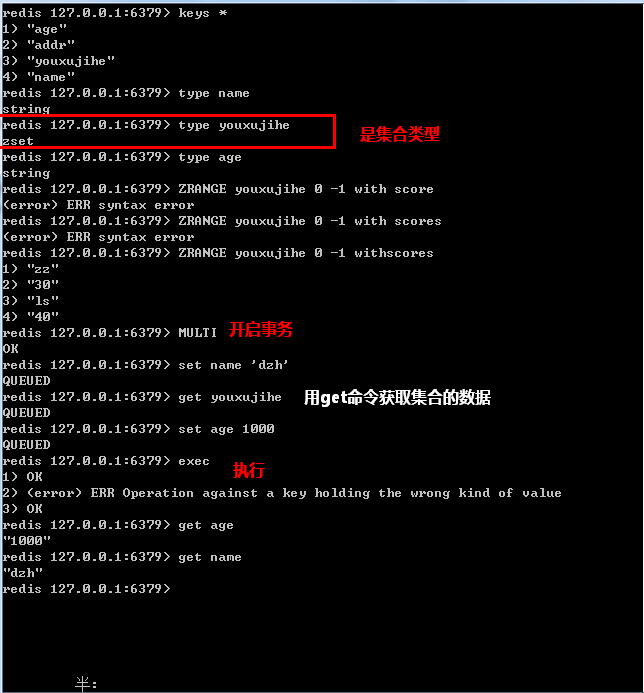 redis 127.0.0.1:6379> keys *
1) "age"
2) "addr"
3) "youxujihe"
4) "name"
redis 127.0.0.1:6379> type name
string
redis 127.0.0.1:6379> type youxujihe
zset
是集合类型
redis 127.0.0.1:6379> type age
string
redis 127.0.0.1:6379> ZRANGE youxujihe 0 -1 with score
(error) ERR syntax error
redis 127.0.0.1:6379> ZRANGE youxujihe 0 -1 with scores
(error) ERR syntax error
redis 127.0.0.1:6379> ZRANGE youxujihe 0 -1 withscores
1) "zz"
2) "30"
3) "ls"
4) "40"
redis 127.0.0.1:6379> MULTI 开启事务
OK
redis 127.0.0.1:6379> set name 'dzh'
QUEUED
redis 127.0.0.1:6379> get youxujihe 用get命令获取集合的数据
QUEUED
redis 127.0.0.1:6379> set age 1000
QUEUED
redis 127.0.0.1:6379> exec 执行
1) OK
2) (error) ERR Operation against a key holding the wrong kind of value
3) OK
redis 127.0.0.1:6379> get age
"1000"
redis 127.0.0.1:6379> get name
"dzh"
redis 127.0.0.1:6379>
半: